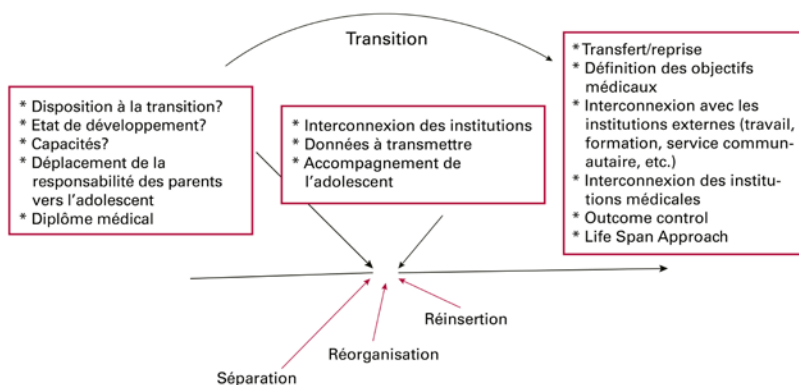 Transition
* Disposition à la transition?
* Etat de développement?
* Capacités?
* Déplacement de la
responsabilité des parents
vers l'adolescent
* Diplôme médical
* Interconnexion des institutions
* Données à transmettre
* Accompagnement de
l'adolescent
* Transfert/reprise
* Définition des objectifs
médicaux
* Interconnexion avec les
institutions externes (travail,
formation, service commun-
autaire, etc.)
* Interconnexion des institu-
tions médicales
* Outcome control
* Life Span Approach
Réinsertion
Réorganisation
Séparation